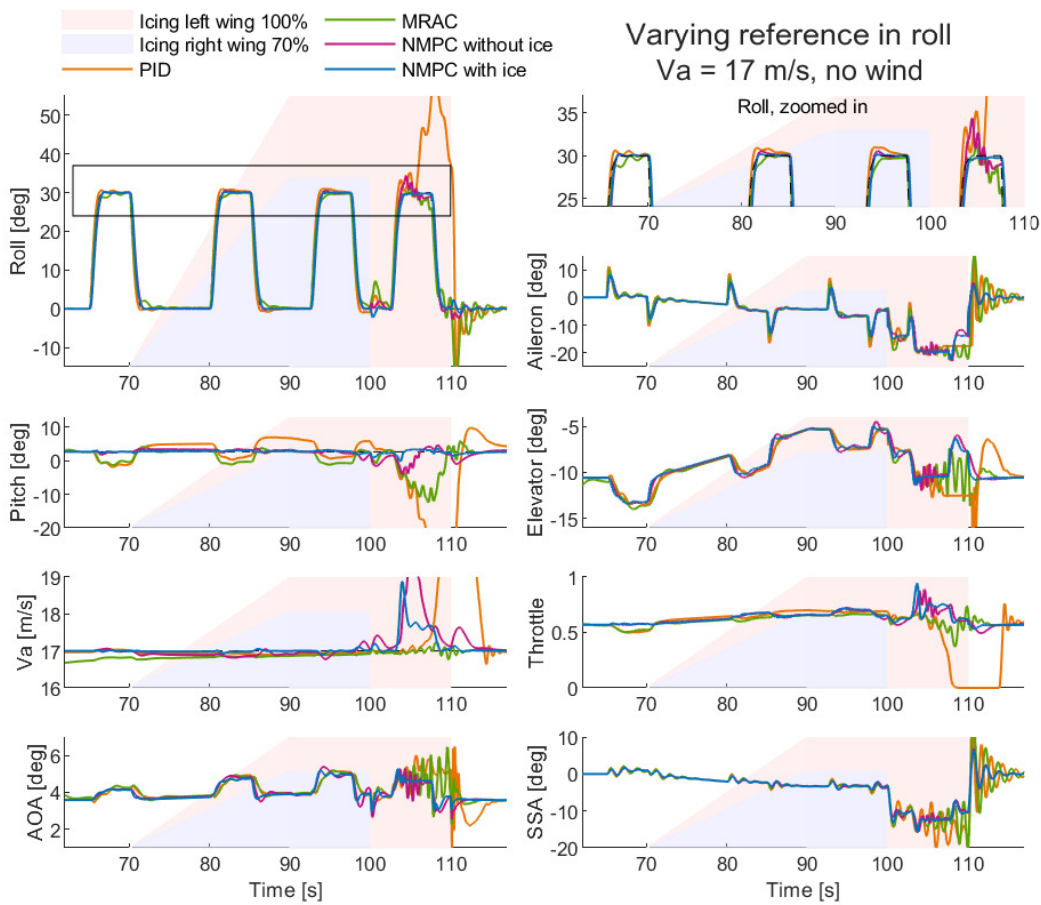 Icing left wing 100%
Icing right wing 70%
PID
MRAC
NMPC without ice
NMPC with ice
Varying reference in roll
Va = 17 m/s, no wind
Roll [deg]
50
40
30
20
10
0
-10
70 80 90 100 110
Roll, zoomed in
35
30
25
70 80 90 100 110
Aileron [deg]
10
0
-10
-20
70 80 90 100 110
Pitch [deg]
10
0
-10
-20
70 80 90 100 110
Elevator [deg]
-5
-10
-15
70 80 90 100 110
Va [m/s]
19
18
17
16
70 80 90 100 110
Throttle
1
0.5
0
70 80 90 100 110
AOA [deg]
6
4
2
70 80 90 100 110
Time [s]
SSA [deg]
10
0
-10
-20
70 80 90 100 110
Time [s]